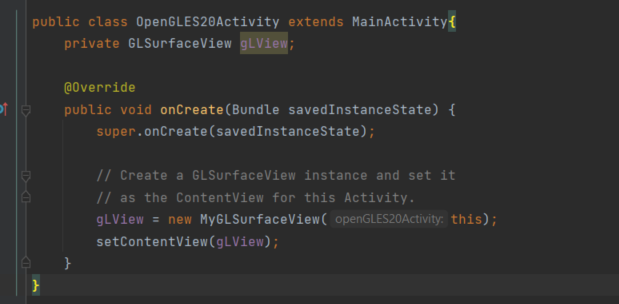 public class OpenGLES20Activity extends MainActivity{
private GLSurfaceView gLView;
@Override
public void onCreate(Bundle savedInstanceState) {
super.onCreate(savedInstanceState);
// Create a GLSurfaceView instance and set it
// as the ContentView for this Activity.
gLView = new MyGLSurfaceView( openGLES20Activity: this);
setContentView(gLView);
}
}